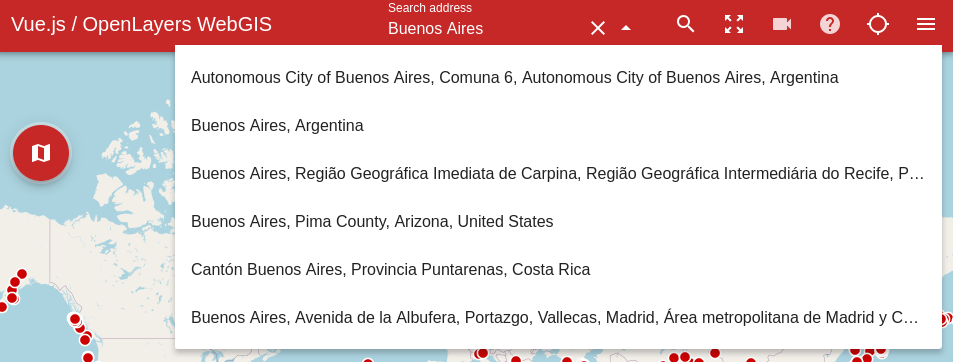 Vue.js / OpenLayers WebGIS
Search address
Buenos Aires
Autonomous City of Buenos Aires, Comuna 6, Autonomous City of Buenos Aires, Argentina
Buenos Aires, Argentina
Buenos Aires, Região Geográfica Imediata de Carpina, Região Geográfica Intermediária do Recife, P…
Buenos Aires, Pima County, Arizona, United States
Cantón Buenos Aires, Provincia Puntarenas, Costa Rica
Buenos Aires, Avenida de la Albufera, Portazgo, Vallecas, Madrid, Área metropolitana de Madrid y C…